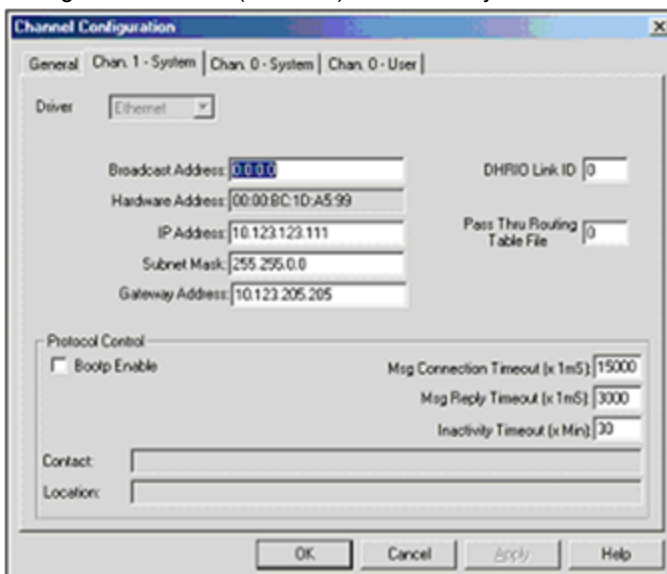 Channel Configuration
General Chan. 1 - System Chan. 0 - System Chan. 0 - User
Driver Ethernet
Broadcast Address: 0.0.0.0 DHRIO Link ID 0
Hardware Address: 00:00:BC:1D:A5:99
IP Address: 10.123.123.111 Pass Thru Routing Table File 0
Subnet Mask: 255.255.0.0
Gateway Address: 10.123.205.205
Protocol Control
Bootp Enable Msg Connection Timeout (x 1mS): 15000
Msg Reply Timeout (x 1mS): 3000
Inactivity Timeout (x Min): 30
Contact:
Location:
OK Cancel Apply Help